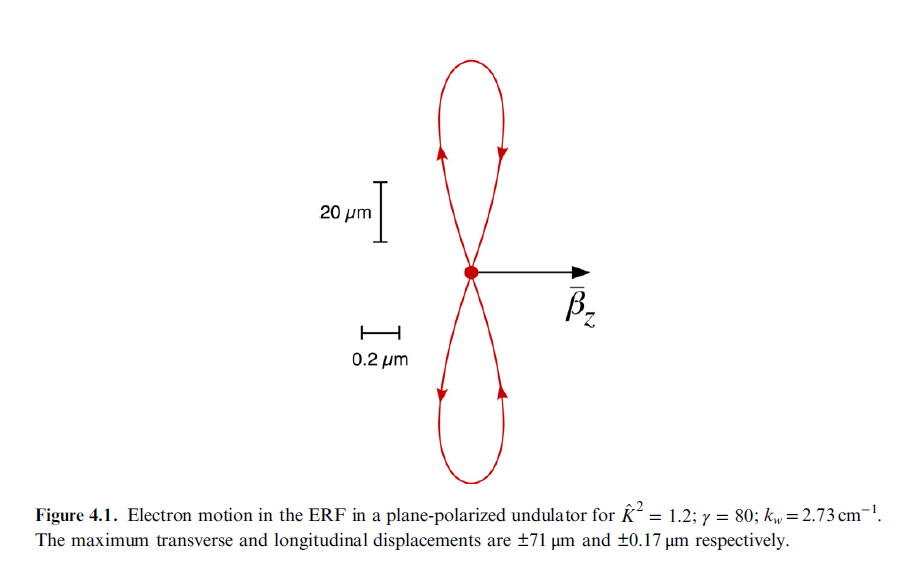 20 μm
β̄z
0.2 μm
Figure 4.1. Electron motion in the ERF in a plane-polarized undulator for K̂² = 1.2; γ = 80; kw = 2.73 cm⁻¹.
The maximum transverse and longitudinal displacements are ±71 μm and ±0.17 μm respectively.